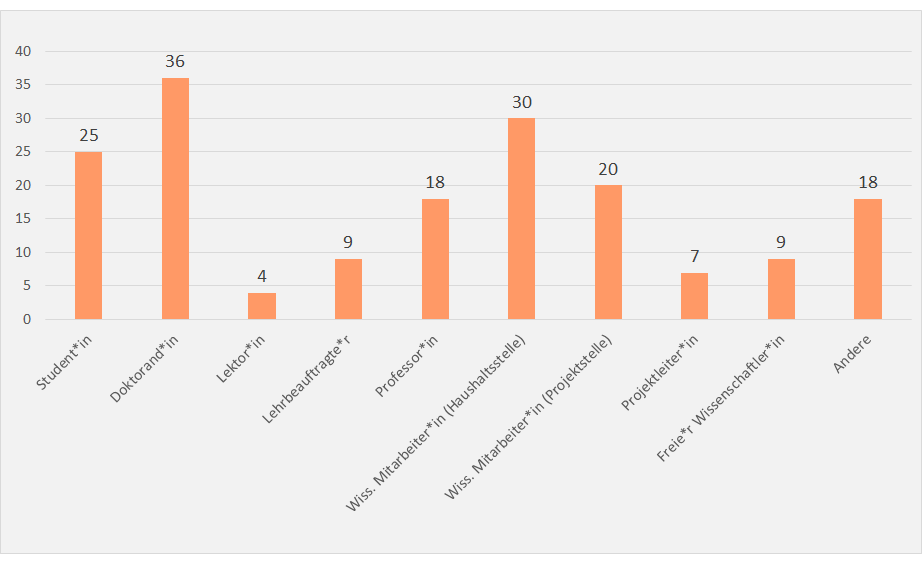 40
35
30
25
20
15
10
5
0
25
36
4
9
18
30
20
7
9
18
Student*in
Doktorand*in
Lektor*in
Lehrbeauftragte*r
Professor*in
Wiss. Mitarbeiter*in (Haushaltsstelle)
Wiss. Mitarbeiter*in (Projektstelle)
Projektleiter*in
Freie*r Wissenschaftler*in
Andere